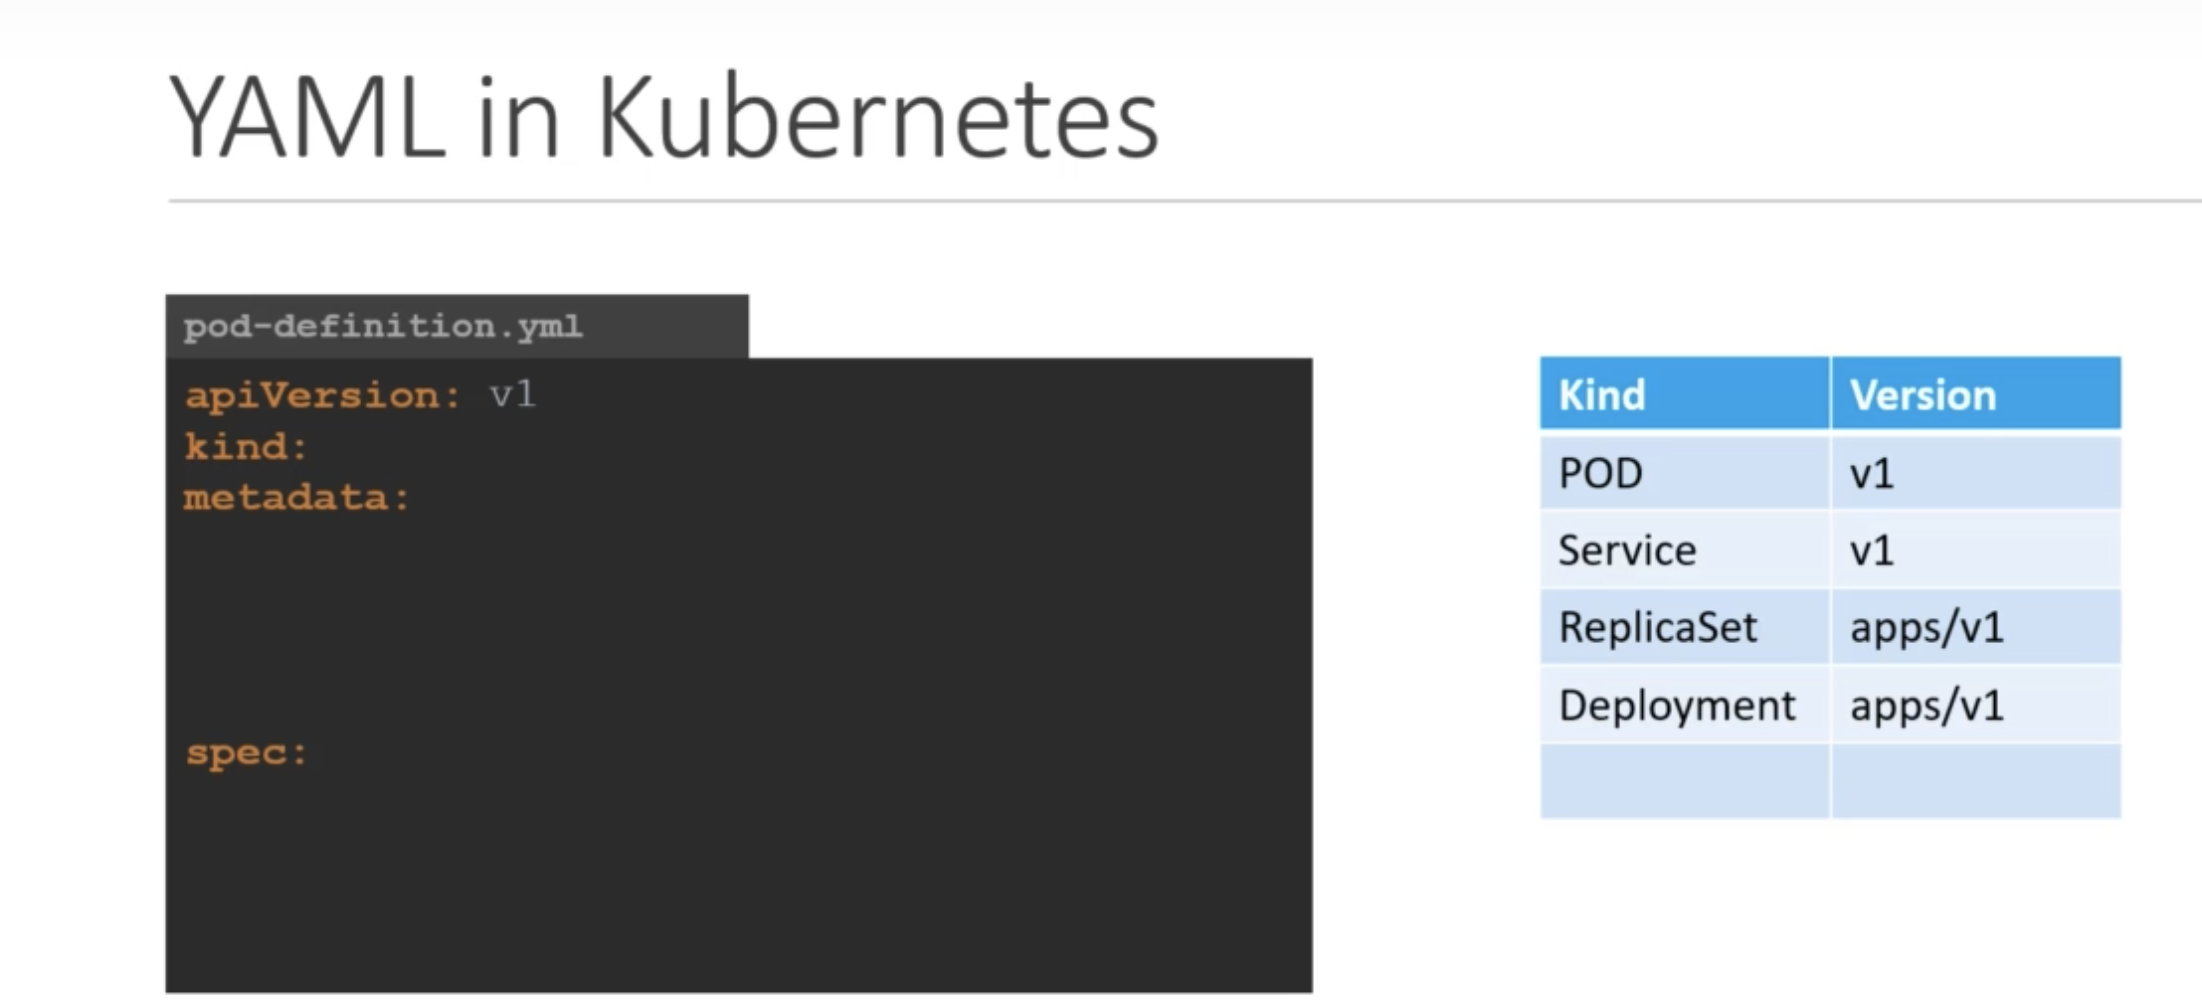 YAML in Kubernetes
pod-definition.yml
apiVersion: v1
kind:
metadata:
spec:
Kind Version
POD v1
Service v1
ReplicaSet apps/v1
Deployment apps/v1